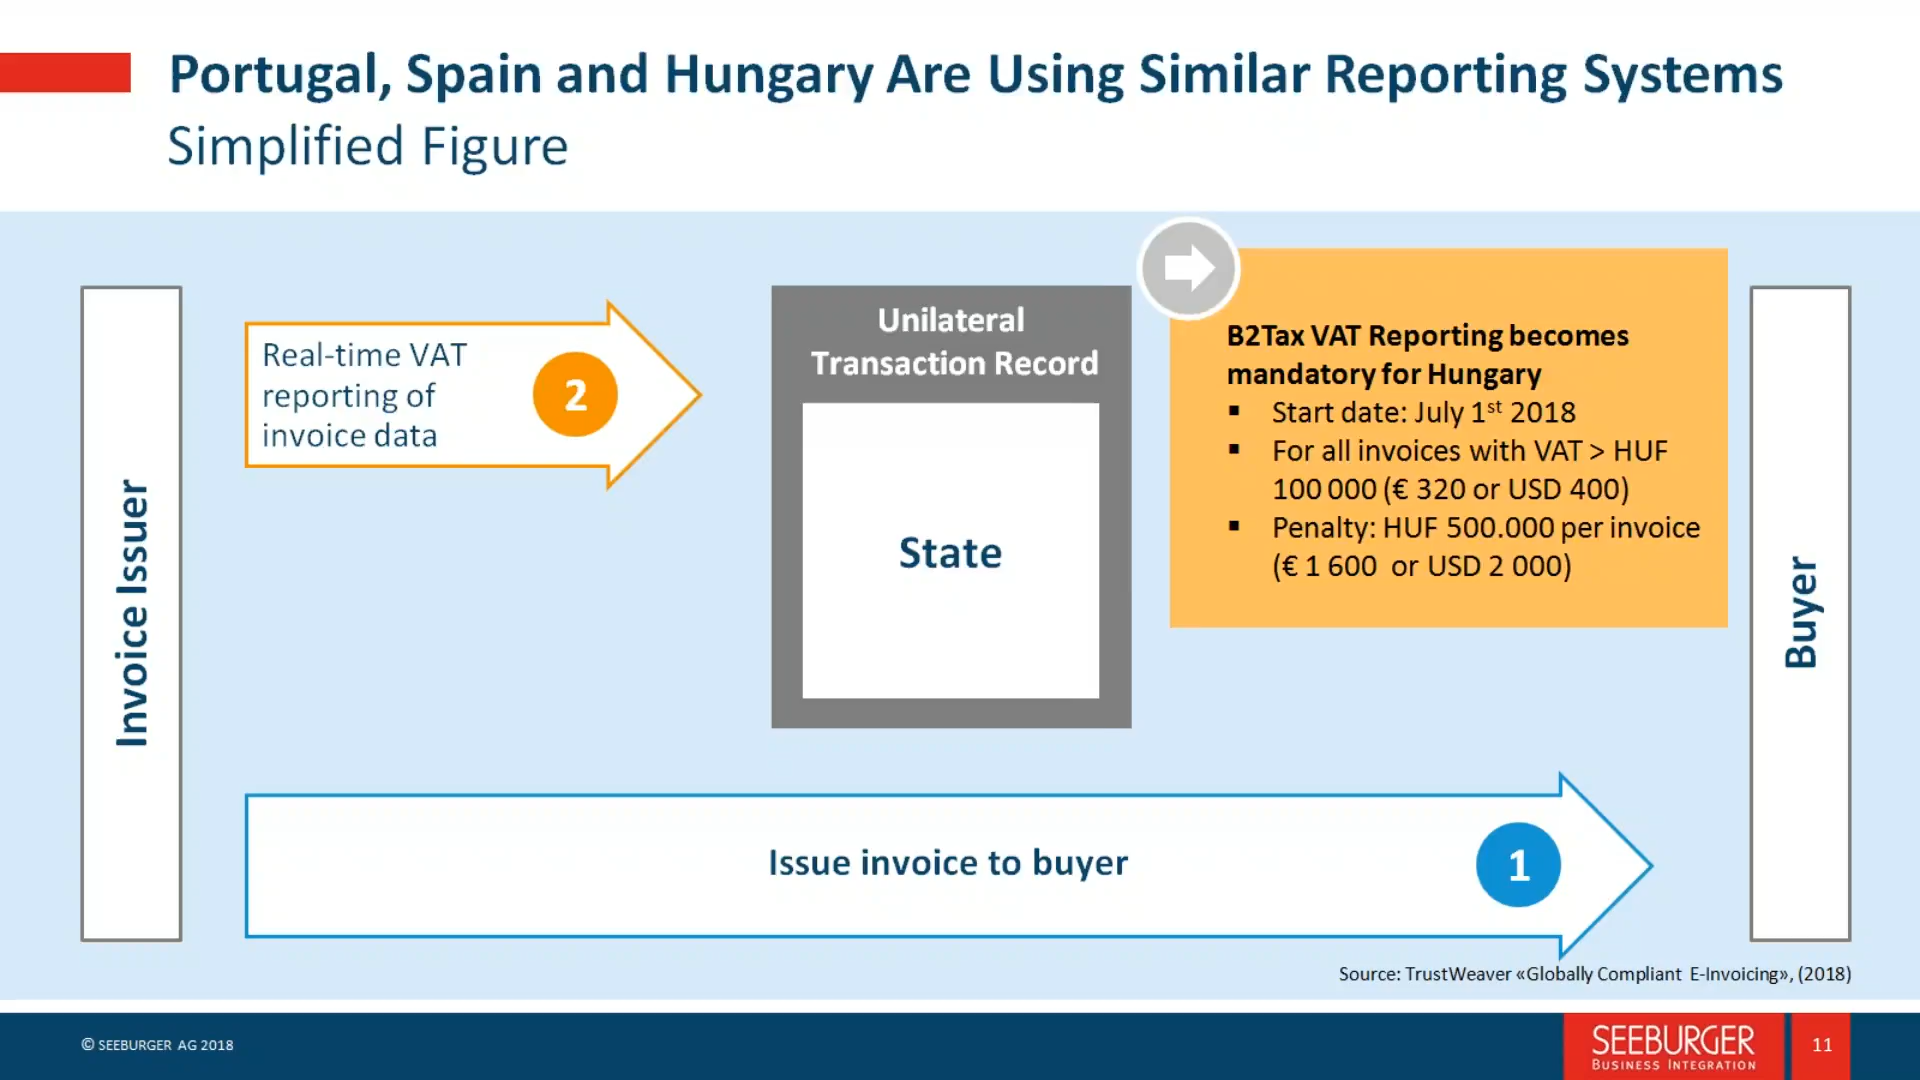 Portugal, Spain and Hungary Are Using Similar Reporting Systems
Simplified Figure
Invoice Issuer
Real-time VAT
reporting of
invoice data
2
Unilateral
Transaction Record
State
B2Tax VAT Reporting becomes
mandatory for Hungary
▪ Start date: July 1st 2018
▪ For all invoices with VAT > HUF
100 000 (€ 320 or USD 400)
▪ Penalty: HUF 500.000 per invoice
(€ 1 600 or USD 2 000)
Buyer
Issue invoice to buyer
1
Source: TrustWeaver «Globally Compliant E-Invoicing», (2018)
© SEEBURGER AG 2018
SEEBURGER
BUSINESS INTEGRATION
11